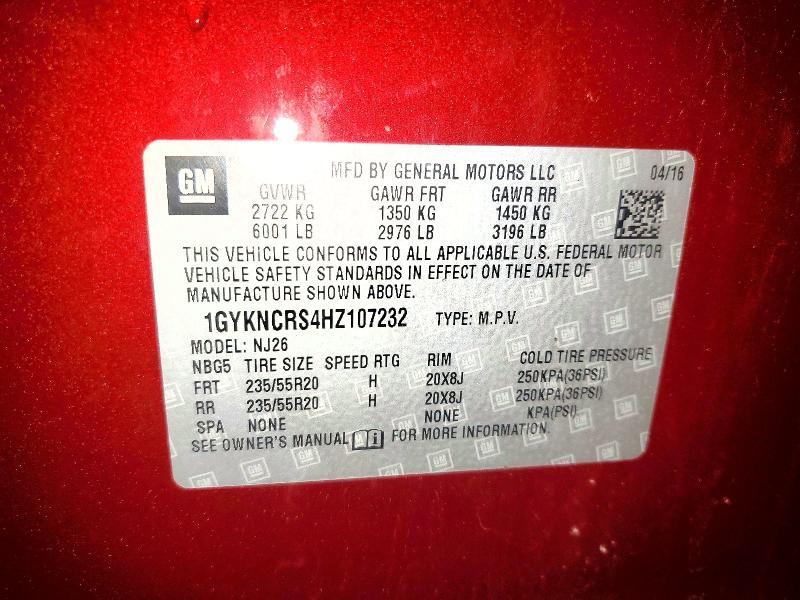 GM
MFD BY GENERAL MOTORS LLC 04/16
GVWR GAWR FRT GAWR RR
2722 KG 1350 KG 1450 KG
6001 LB 2976 LB 3196 LB
THIS VEHICLE CONFORMS TO ALL APPLICABLE U.S. FEDERAL MOTOR
VEHICLE SAFETY STANDARDS IN EFFECT ON THE DATE OF
MANUFACTURE SHOWN ABOVE.
1GYKNCRS4HZ107232 TYPE: M.P.V.
MODEL: NJ26
NBG5 TIRE SIZE SPEED RTG RIM COLD TIRE PRESSURE
FRT 235/55R20 H 20X8J 250KPA(36PSI)
RR 235/55R20 H 20X8J 250KPA(36PSI)
SPA NONE NONE KPA(PSI)
SEE OWNER'S MANUAL i FOR MORE INFORMATION.